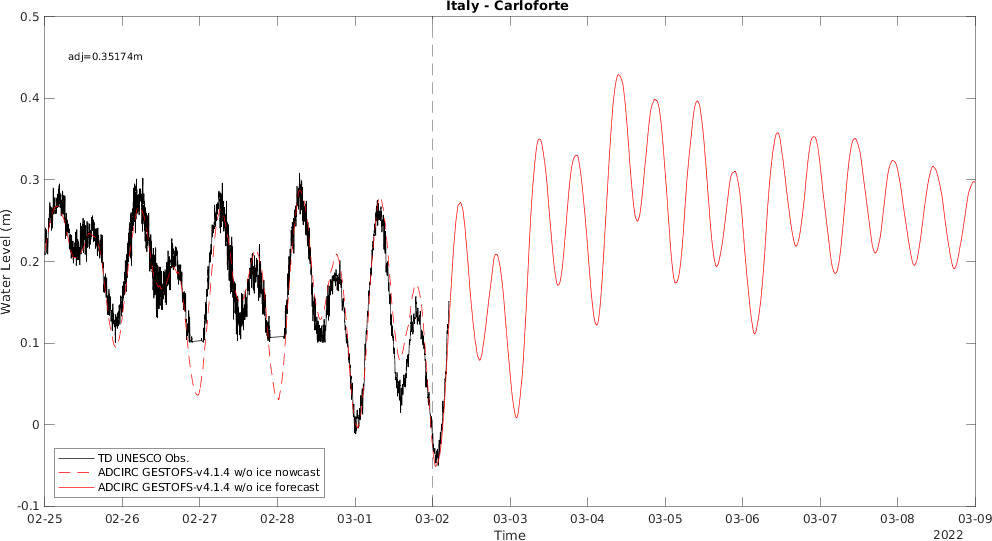 Italy - Carloforte
adj=0.35174m
Water Level (m)
0.5
0.4
0.3
0.2
0.1
0
-0.1
TD UNESCO Obs.
ADCIRC GESTOFS-v4.1.4 w/o ice nowcast
ADCIRC GESTOFS-v4.1.4 w/o ice forecast
02-25 02-26 02-27 02-28 03-01 03-02 03-03 03-04 03-05 03-06 03-07 03-08 03-09
Time
2022